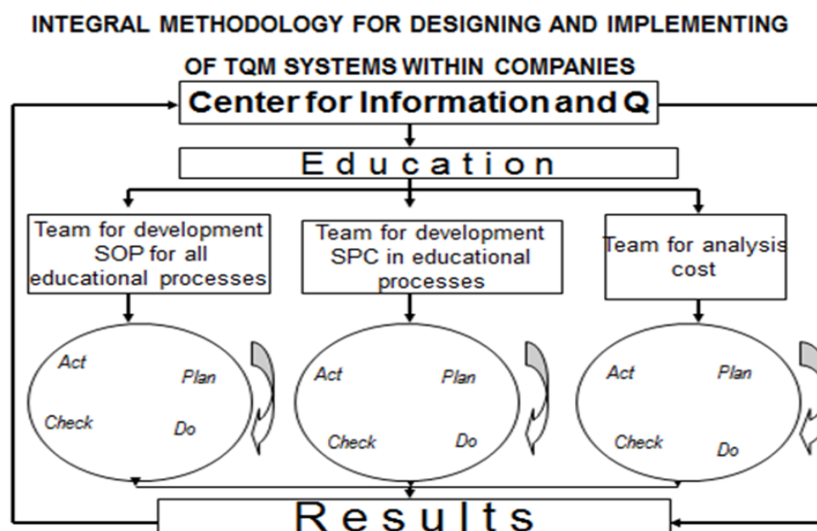 INTEGRAL METHODOLOGY FOR DESIGNING AND IMPLEMENTING
OF TQM SYSTEMS WITHIN COMPANIES
Center for Information and Q
Education
Team for development
SOP for all
educational processes
Team for development
SPC in educational
processes
Team for analysis
cost
Act
Plan
Check
Do
Act
Plan
Check
Do
Act
Plan
Check
Do
Results